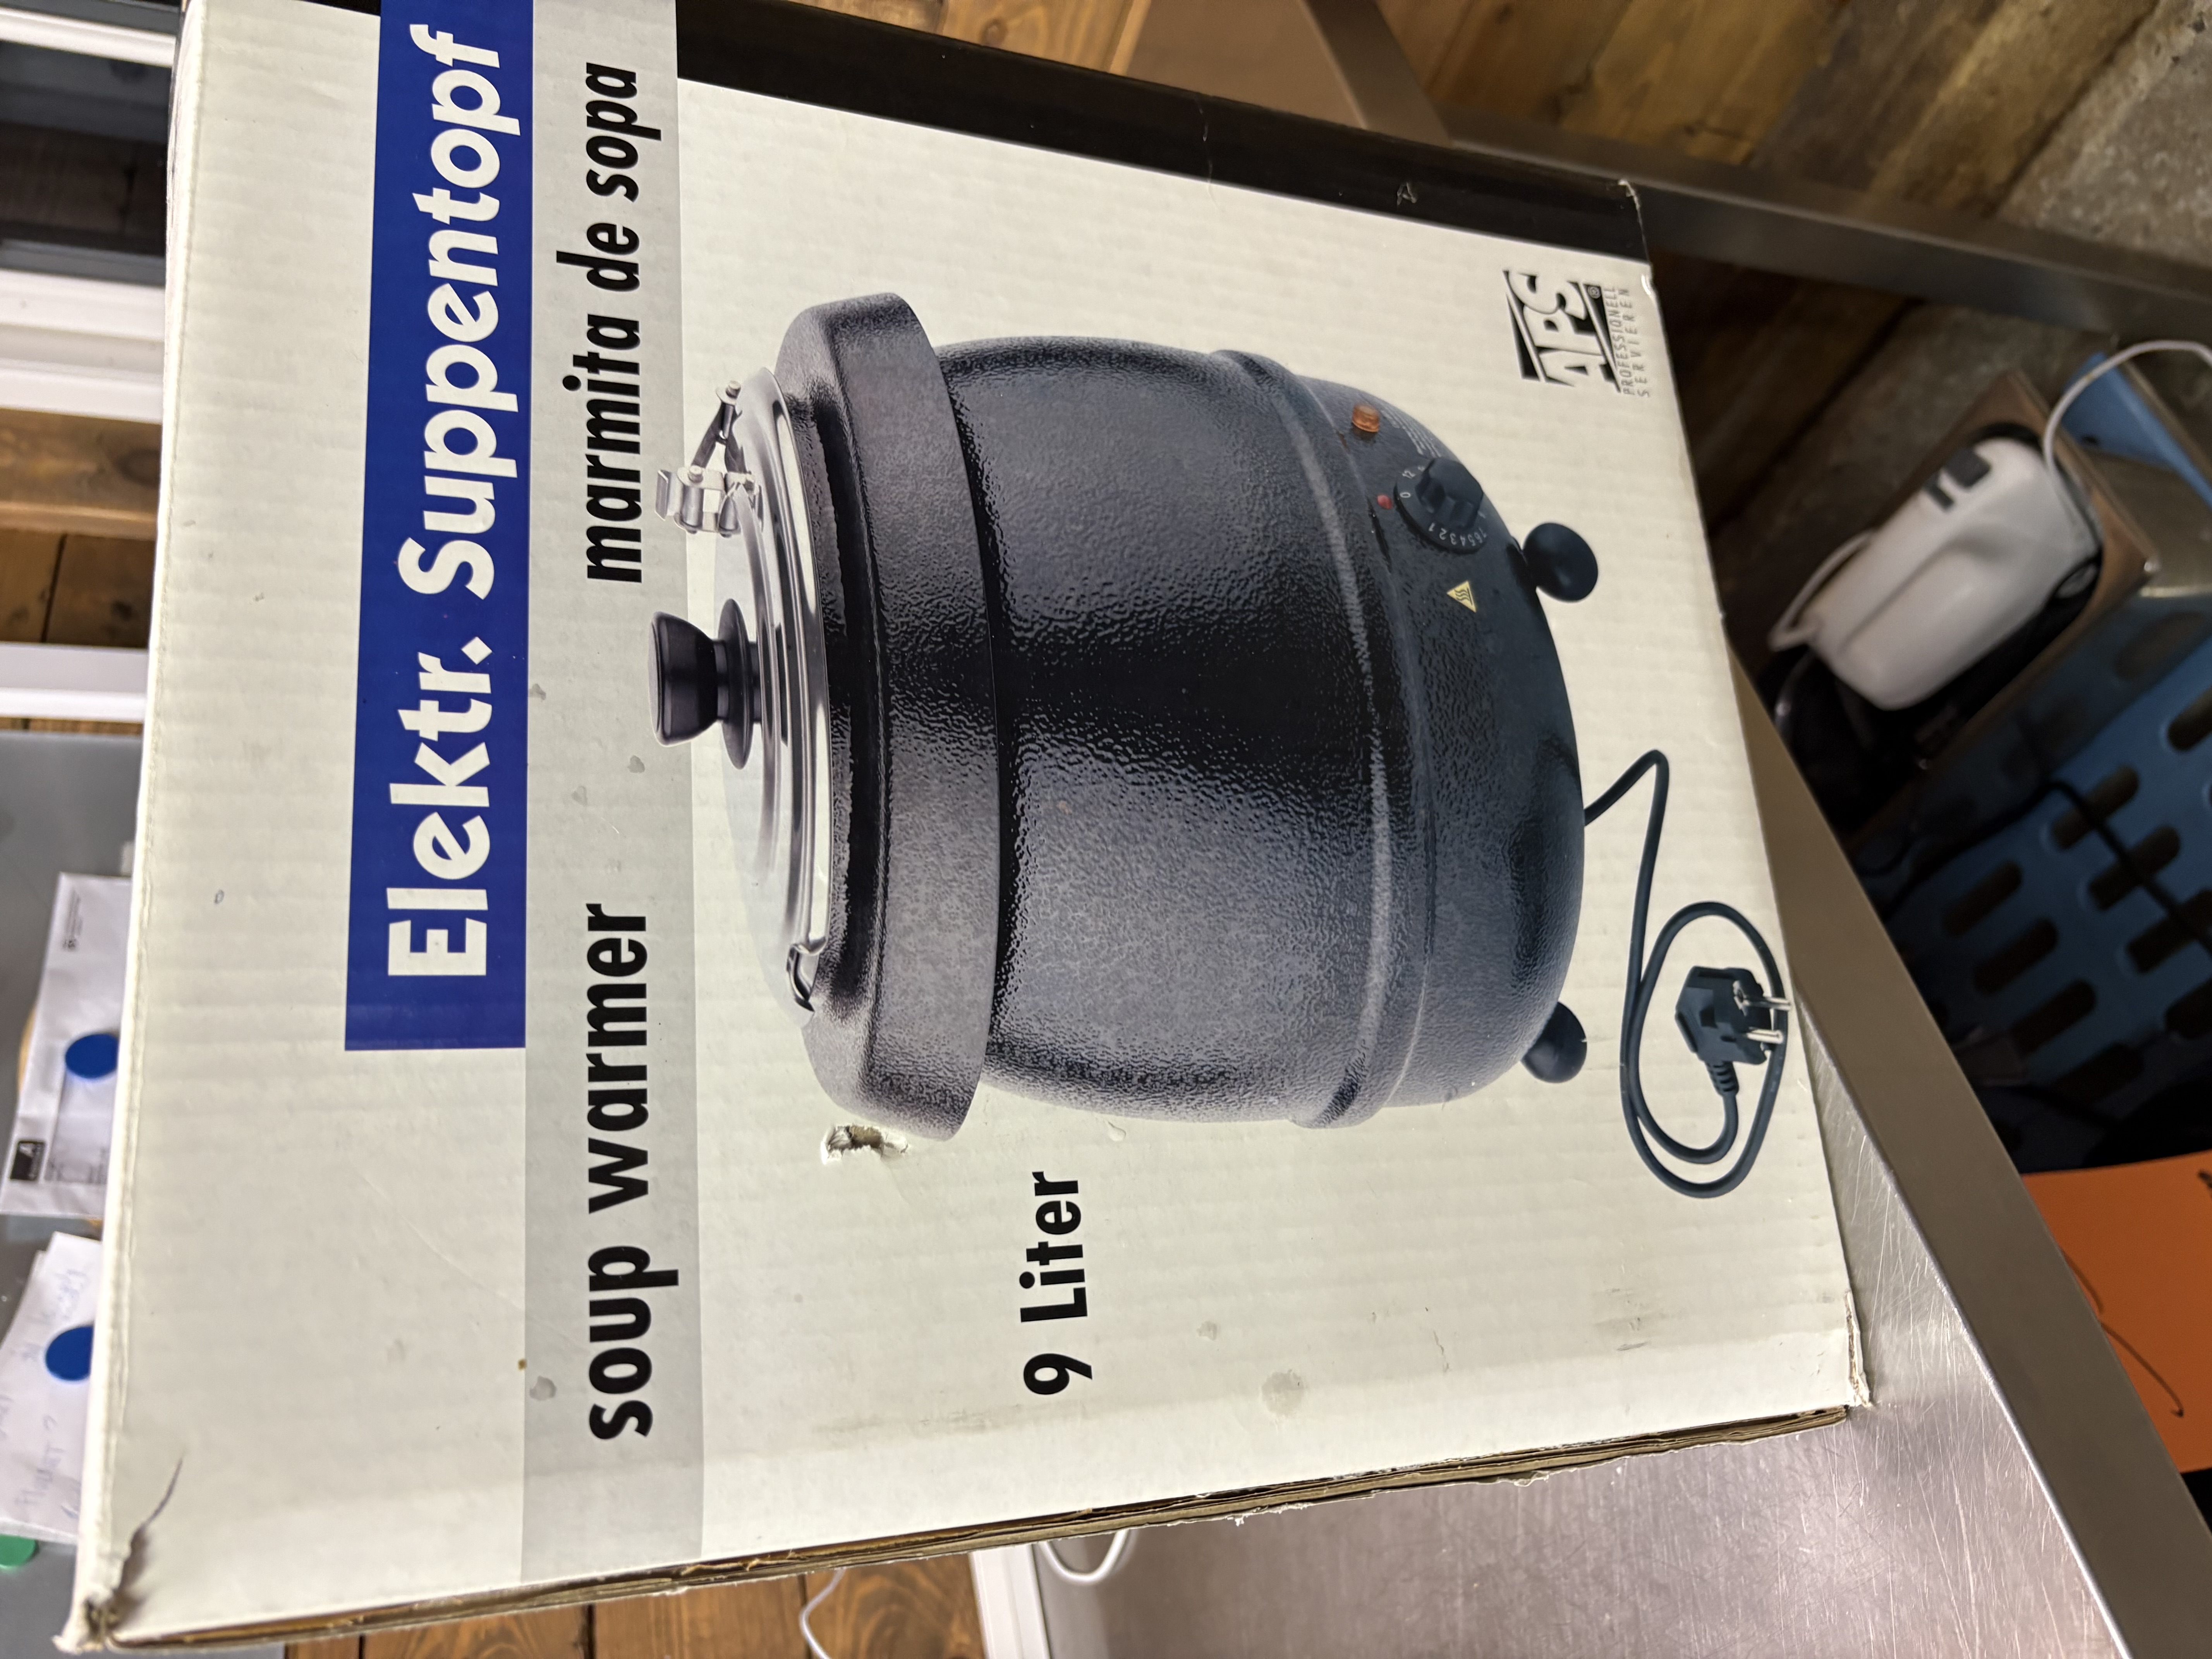 Elektr. Suppentopf
soup warmer
marmita de sopa
9 Liter
APS®
PROFESSIONELL
SERVIEREN